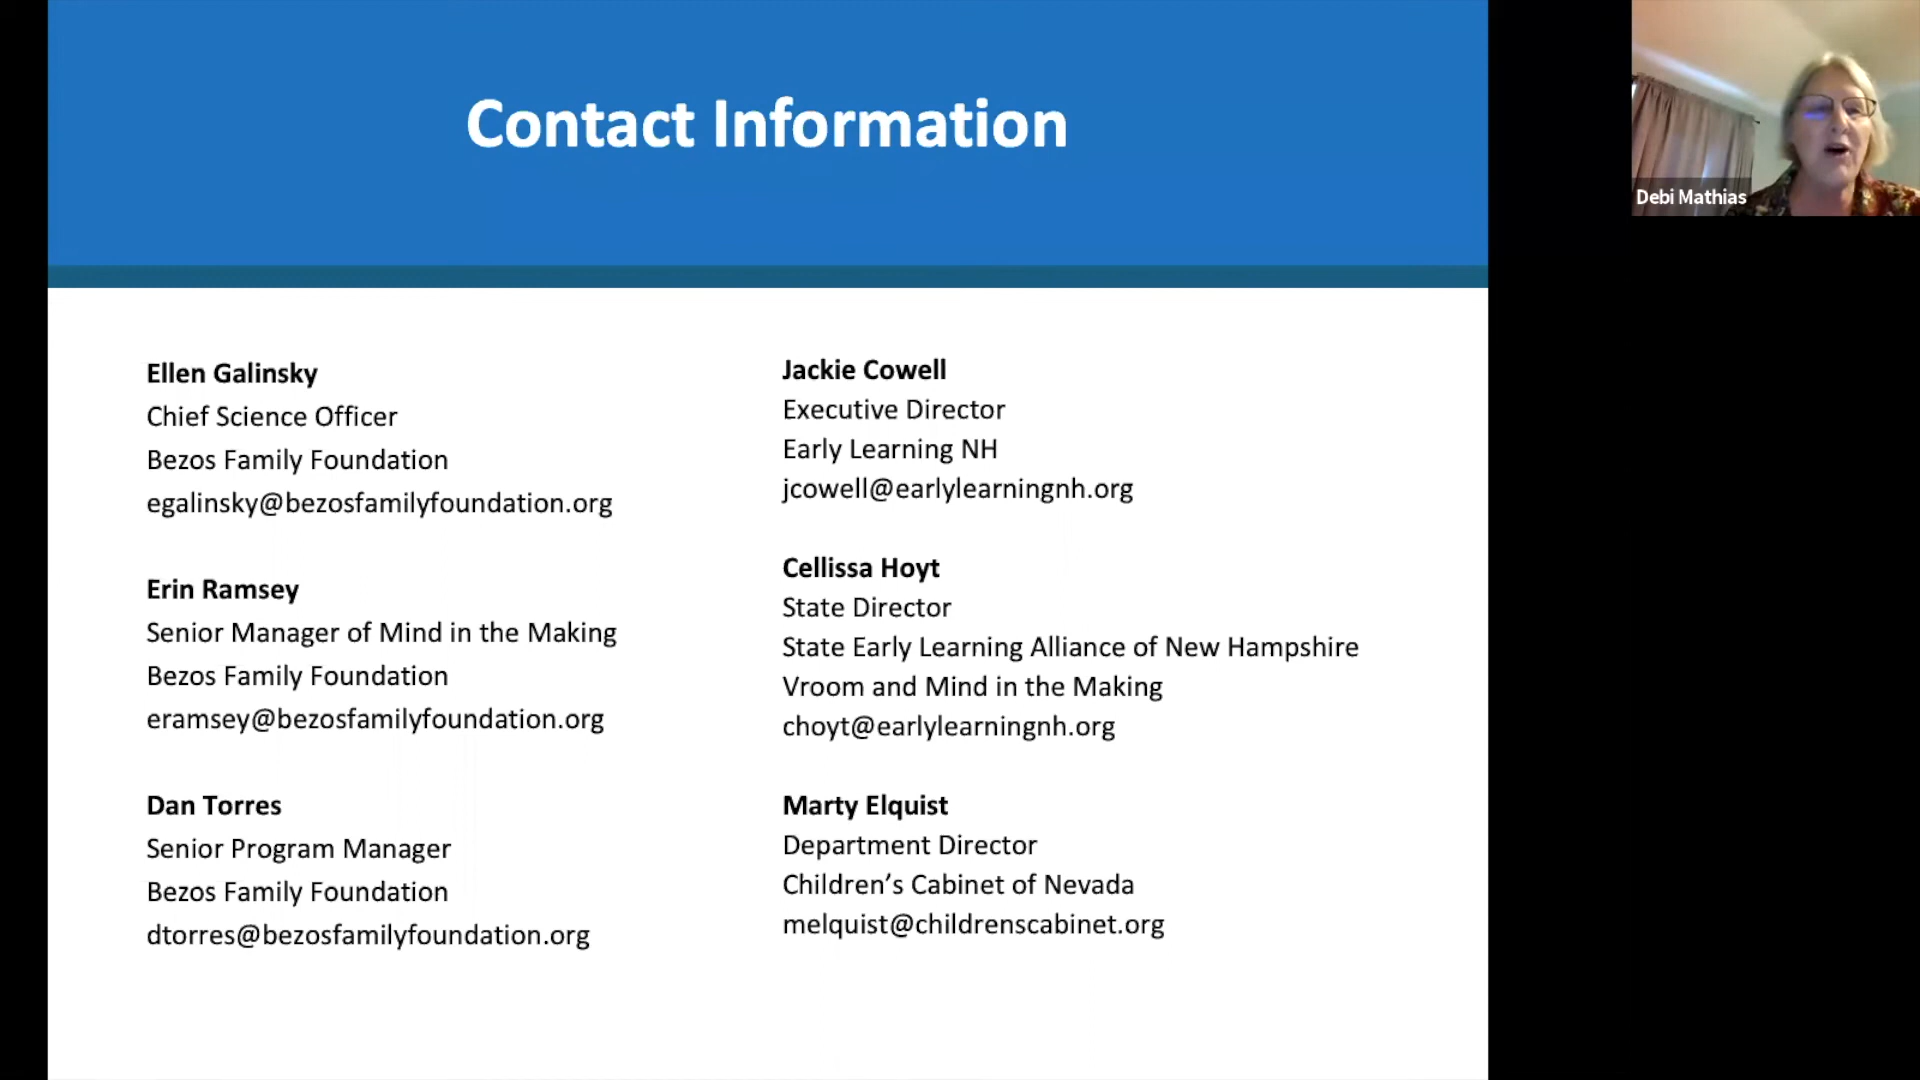 Contact Information
Debi Mathias
Ellen Galinsky
Chief Science Officer
Bezos Family Foundation
egalinsky@bezosfamilyfoundation.org
Erin Ramsey
Senior Manager of Mind in the Making
Bezos Family Foundation
eramsey@bezosfamilyfoundation.org
Dan Torres
Senior Program Manager
Bezos Family Foundation
dtorres@bezosfamilyfoundation.org
Jackie Cowell
Executive Director
Early Learning NH
jcowell@earlylearningnh.org
Cellissa Hoyt
State Director
State Early Learning Alliance of New Hampshire
Vroom and Mind in the Making
choyt@earlylearningnh.org
Marty Elquist
Department Director
Children’s Cabinet of Nevada
melquist@childrenscabinet.org